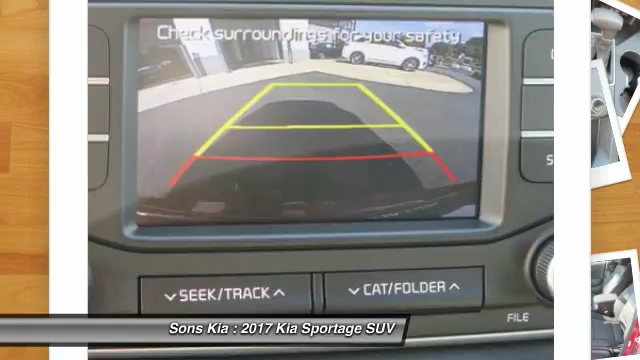 Check surroundings for your safety
SEEK/TRACK
CAT/FOLDER
FILE
Sons Kia : 2017 Kia Sportage SUV